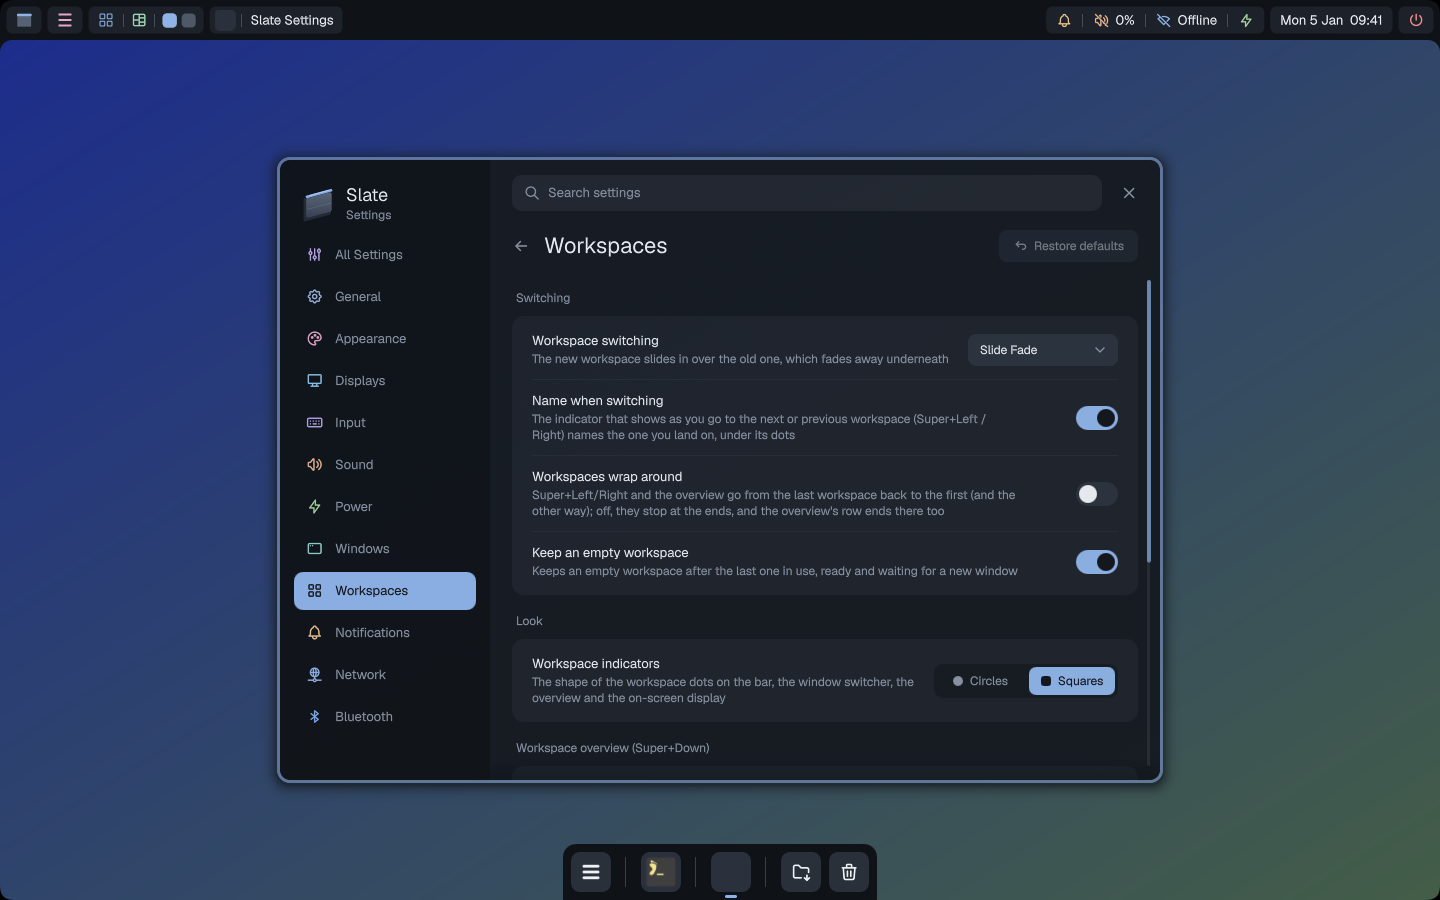 Slate Settings
0%
Offline
Mon 5 Jan 09:41
Slate
Settings
All Settings
General
Appearance
Displays
Input
Sound
Power
Windows
Workspaces
Notifications
Network
Bluetooth
Search settings
Workspaces
Restore defaults
Switching
Workspace switching
The new workspace slides in over the old one, which fades away underneath
Slide Fade
Name when switching
The indicator that shows as you go to the next or previous workspace (Super+Left /
Right) names the one you land on, under its dots
Workspaces wrap around
Super+Left/Right and the overview go from the last workspace back to the first (and the
other way); off, they stop at the ends, and the overview's row ends there too
Keep an empty workspace
Keeps an empty workspace after the last one in use, ready and waiting for a new window
Look
Workspace indicators
The shape of the workspace dots on the bar, the window switcher, the
overview and the on-screen display
Circles
Squares
Workspace overview (Super+Down)